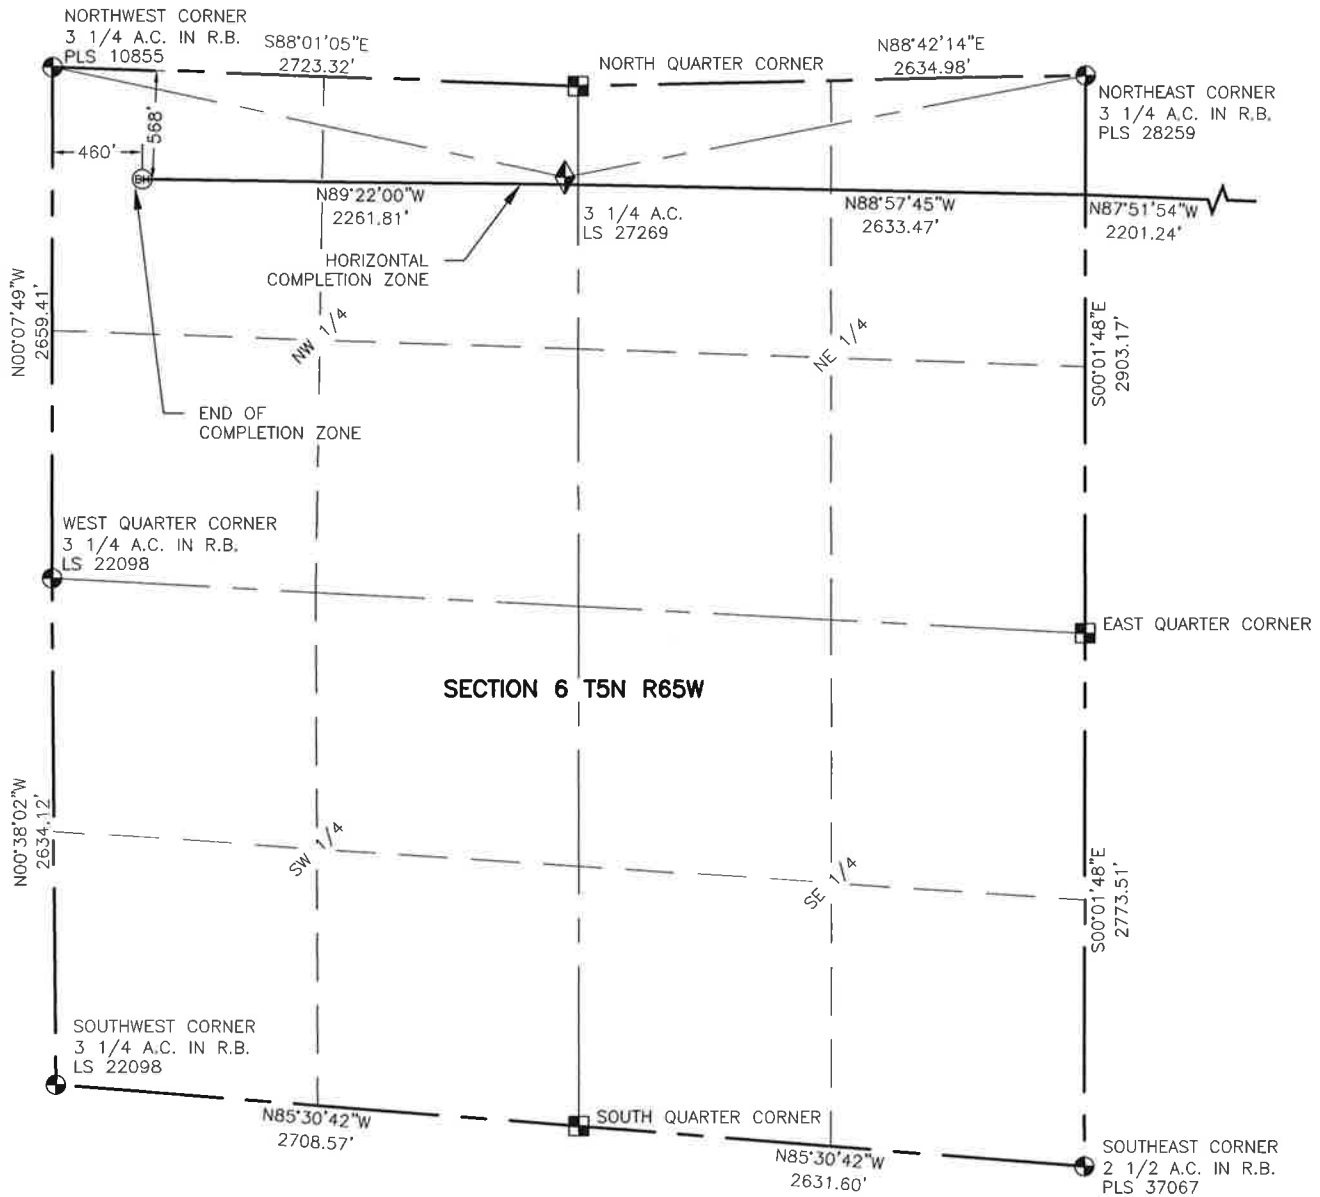 NORTHWEST CORNER
3 1/4 A.C. IN R.B.
PLS 10855
S88°01'05"E
2723.32'
NORTH QUARTER CORNER
N88°42'14"E
2634.98'
NORTHEAST CORNER
3 1/4 A.C. IN R.B.
PLS 28259
568'
460'
BH
N89°22'00"W
2261.81'
3 1/4 A.C.
LS 27269
N88°57'45"W
2633.47'
N87°51'54"W
2201.24'
HORIZONTAL
COMPLETION ZONE
N00°07'49"W
2659.41'
NW 1/4
NE 1/4
S00°01'48"E
2903.17'
END OF
COMPLETION ZONE
WEST QUARTER CORNER
3 1/4 A.C. IN R.B.
LS 22098
EAST QUARTER CORNER
SECTION 6 T5N R65W
N00°38'02"W
2634.12'
SW 1/4
SE 1/4
S00°01'48"E
2773.51'
SOUTHWEST CORNER
3 1/4 A.C. IN R.B.
LS 22098
N85°30'42"W
2708.57'
SOUTH QUARTER CORNER
N85°30'42"W
2631.60'
SOUTHEAST CORNER
2 1/2 A.C. IN R.B.
PLS 37067